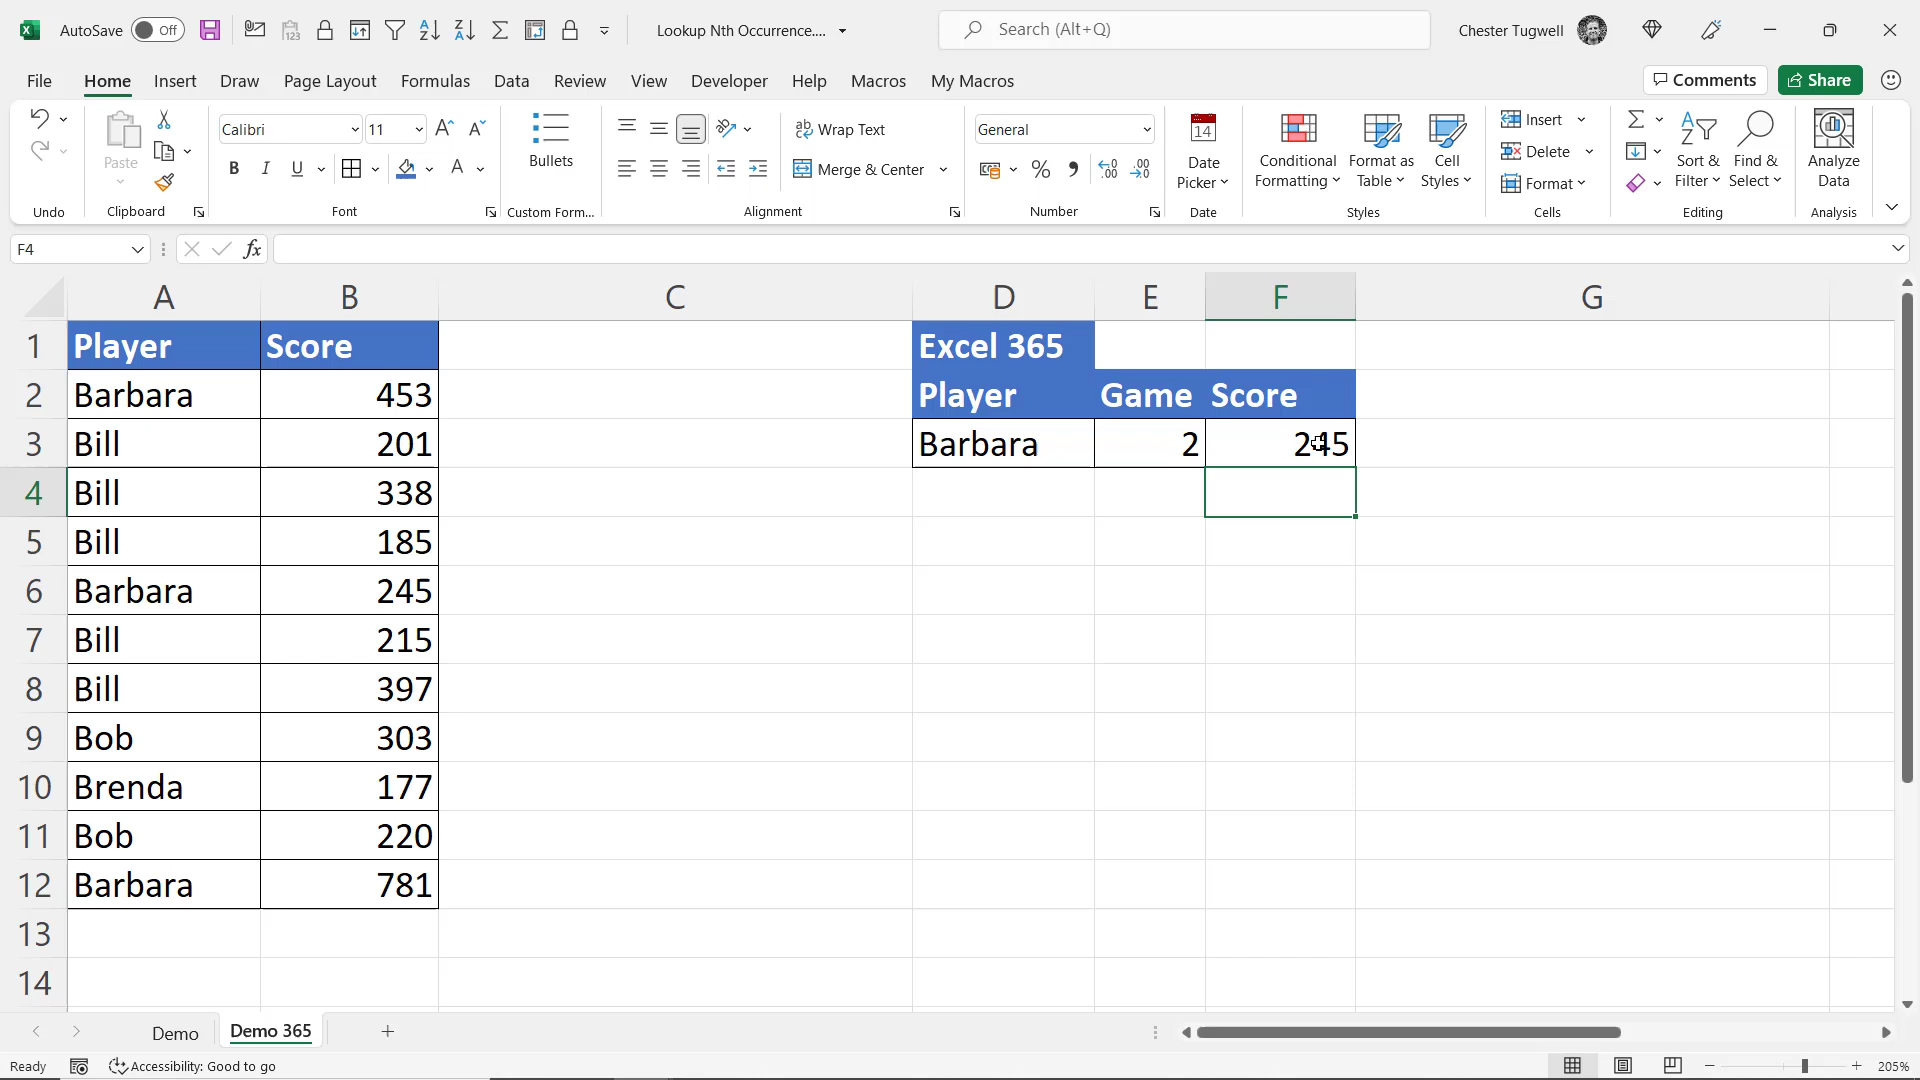 AutoSave Off Lookup Nth Occurrence.... Search (Alt+Q) Chester Tugwell
File Home Insert Draw Page Layout Formulas Data Review View Developer Help Macros My Macros Comments Share
Paste
Undo
Clipboard
Calibri 11
B I U A
Font
Bullets
Custom Form...
Wrap Text
Merge & Center
Alignment
General
Number
14
Date
Picker
Date
Conditional
Formatting
Format as
Table
Cell
Styles
Styles
Insert
Delete
Format
Cells
Sort &
Filter
Find &
Select
Editing
Analyze
Data
Analysis
F4 fx
A B C D E F G
1 Player Score Excel 365
2 Barbara 453 Player Game Score
3 Bill 201 Barbara 2 245
4 Bill 338
5 Bill 185
6 Barbara 245
7 Bill 215
8 Bill 397
9 Bob 303
10 Brenda 177
11 Bob 220
12 Barbara 781
13
14
Demo Demo 365
Ready Accessibility: Good to go 205%